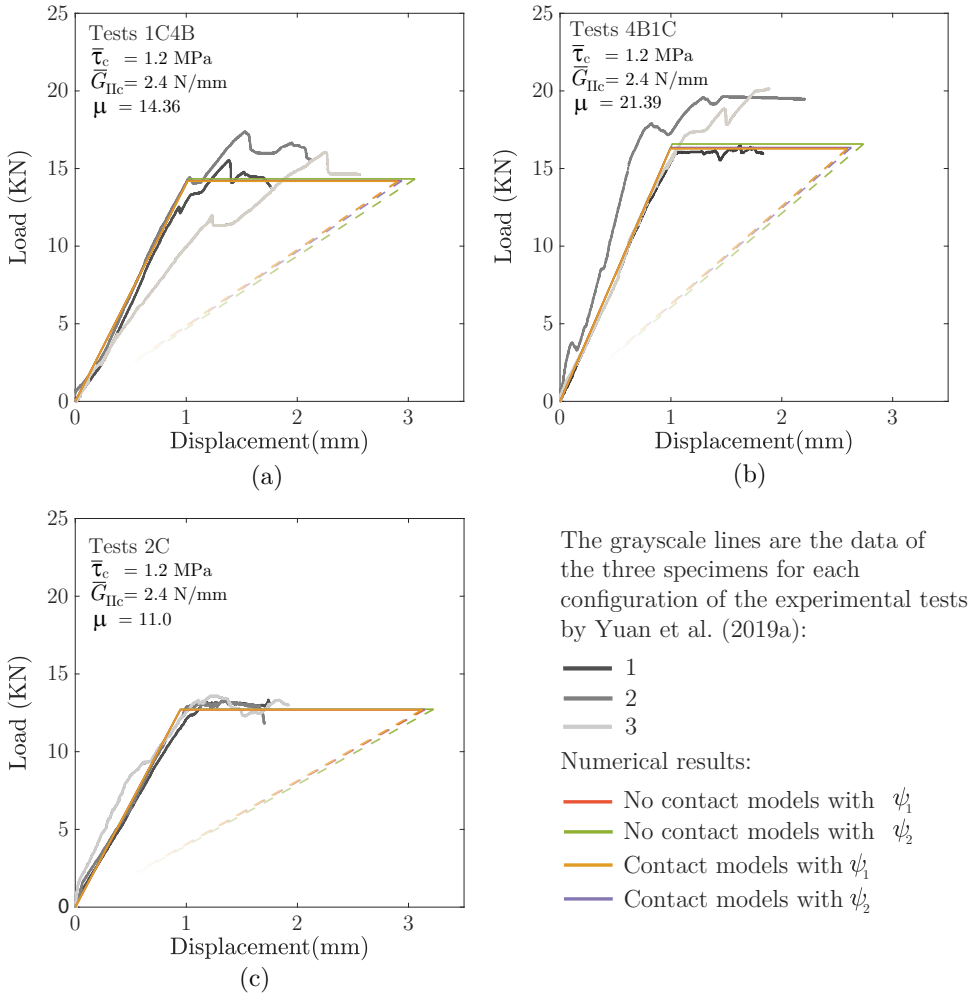 Tests 1C4B
τ̅c = 1.2 MPa
G̅IIc= 2.4 N/mm
μ = 14.36
25
20
15
10
5
0
Load (KN)
0 1 2 3
Displacement(mm)
(a)
Tests 4B1C
τ̅c = 1.2 MPa
G̅IIc= 2.4 N/mm
μ = 21.39
25
20
15
10
5
0
Load (KN)
0 1 2 3
Displacement(mm)
(b)
Tests 2C
τ̅c = 1.2 MPa
G̅IIc= 2.4 N/mm
μ = 11.0
25
20
15
10
5
0
Load (KN)
0 1 2 3
Displacement(mm)
(c)
The grayscale lines are the data of
the three specimens for each
configuration of the experimental tests
by Yuan et al. (2019a):
1
2
3
Numerical results:
No contact models with ψ1
No contact models with ψ2
Contact models with ψ1
Contact models with ψ2